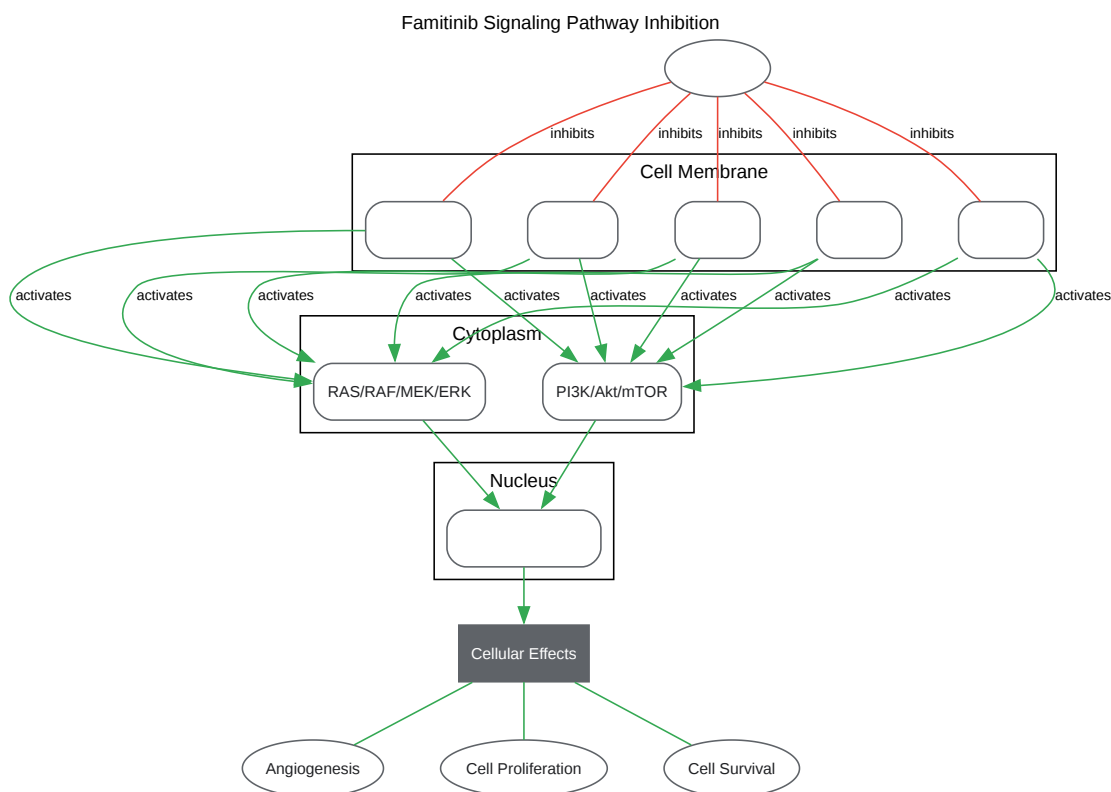 Famitinib Signaling Pathway Inhibition
inhibits
inhibits
inhibits
inhibits
inhibits
Cell Membrane
activates
activates
activates
activates
activates
activates
activates
activates
activates
activates
Cytoplasm
RAS/RAF/MEK/ERK
PI3K/Akt/mTOR
Nucleus
Cellular Effects
Angiogenesis
Cell Proliferation
Cell Survival